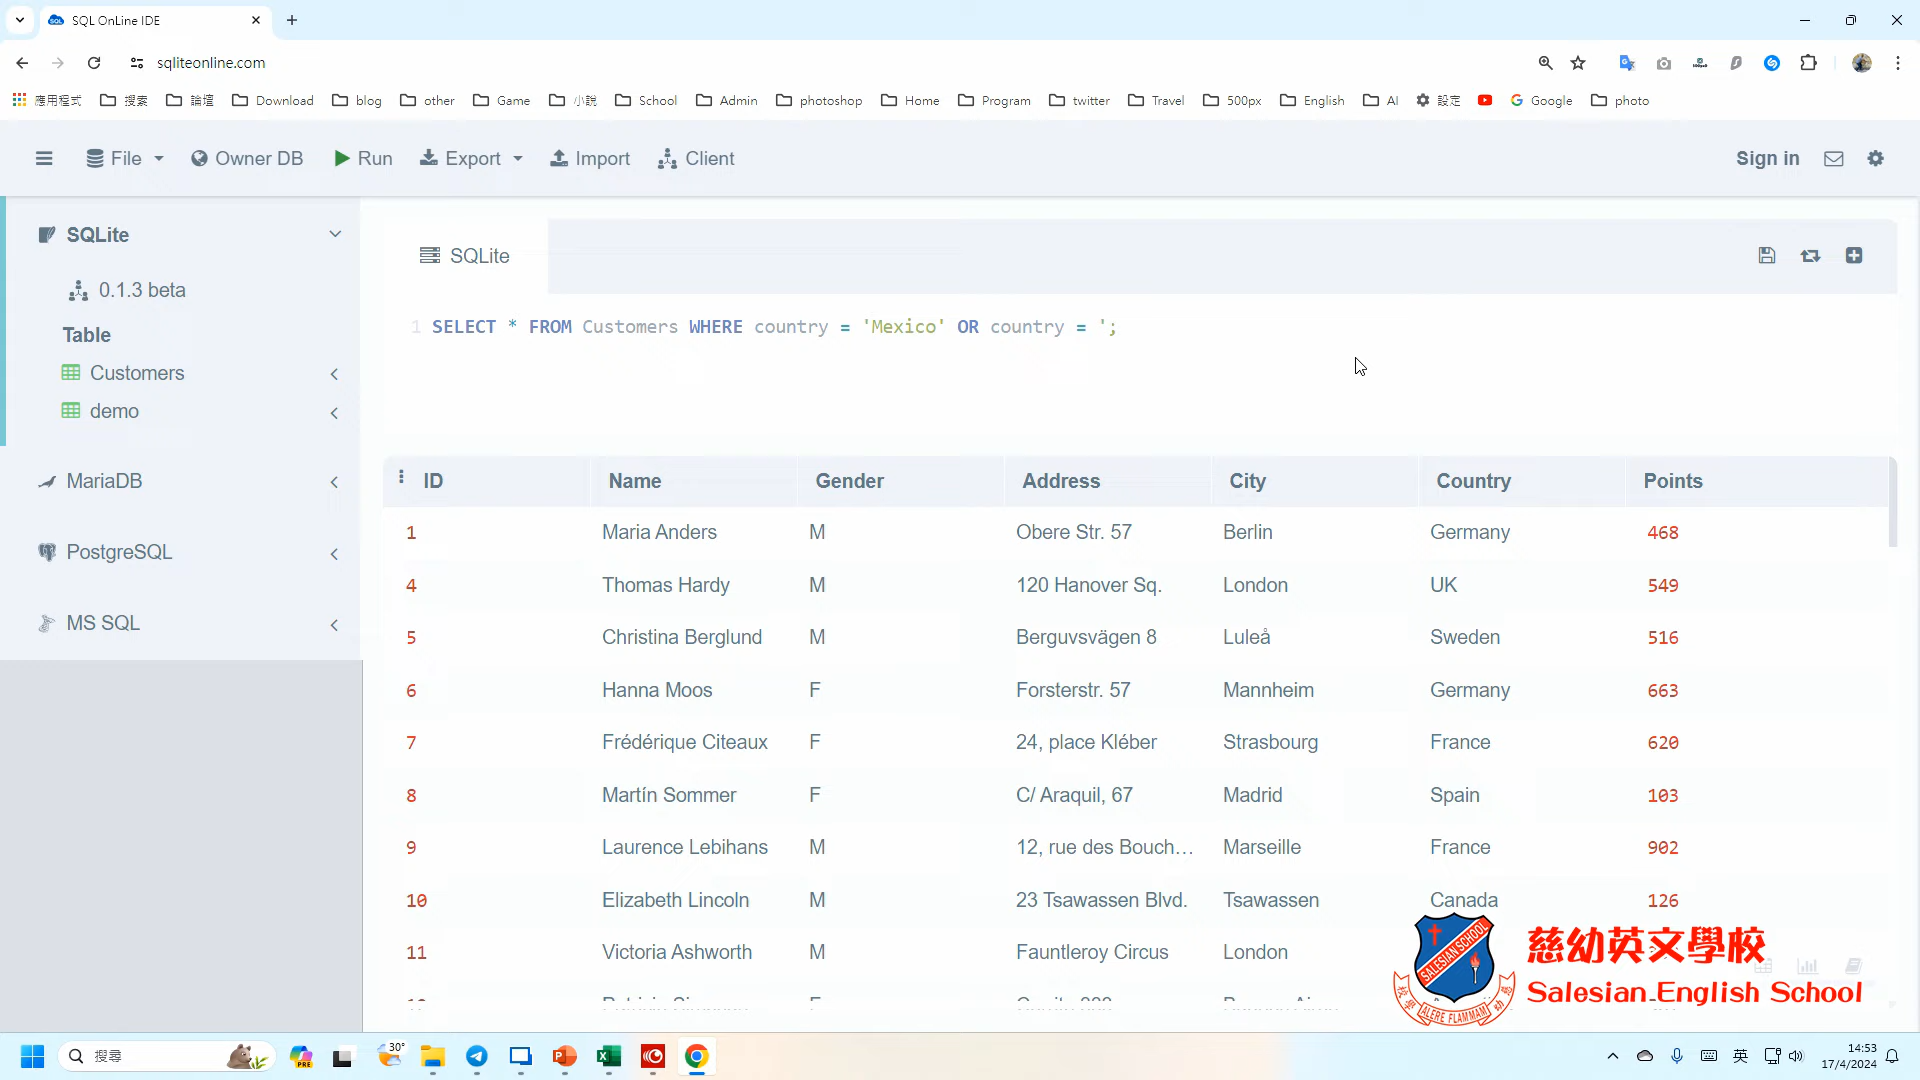 SQL OnLine IDE
sqliteonline.com
應用程式 搜索 論壇 Download blog other Game 小說 School Admin photoshop Home Program twitter Travel 500px English AI 設定 Google photo
File Owner DB Run Export Import Client Sign in
SQLite
0.1.3 beta
Table
Customers
demo
MariaDB
PostgreSQL
MS SQL
SQLite
1 SELECT * FROM Customers WHERE country = 'Mexico' OR country = ';
ID Name Gender Address City Country Points
1 Maria Anders M Obere Str. 57 Berlin Germany 468
4 Thomas Hardy M 120 Hanover Sq. London UK 549
5 Christina Berglund M Berguvsvägen 8 Luleå Sweden 516
6 Hanna Moos F Forsterstr. 57 Mannheim Germany 663
7 Frédérique Citeaux F 24, place Kléber Strasbourg France 620
8 Martín Sommer F C/ Araquil, 67 Madrid Spain 103
9 Laurence Lebihans M 12, rue des Bouch… Marseille France 902
10 Elizabeth Lincoln M 23 Tsawassen Blvd. Tsawassen Canada 126
11 Victoria Ashworth M Fauntleroy Circus London
SALESIAN SCHOOL
ALERE FLAMMAM
慈幼英文學校
Salesian English School
搜尋
PRE
30°
英
14:53
17/4/2024